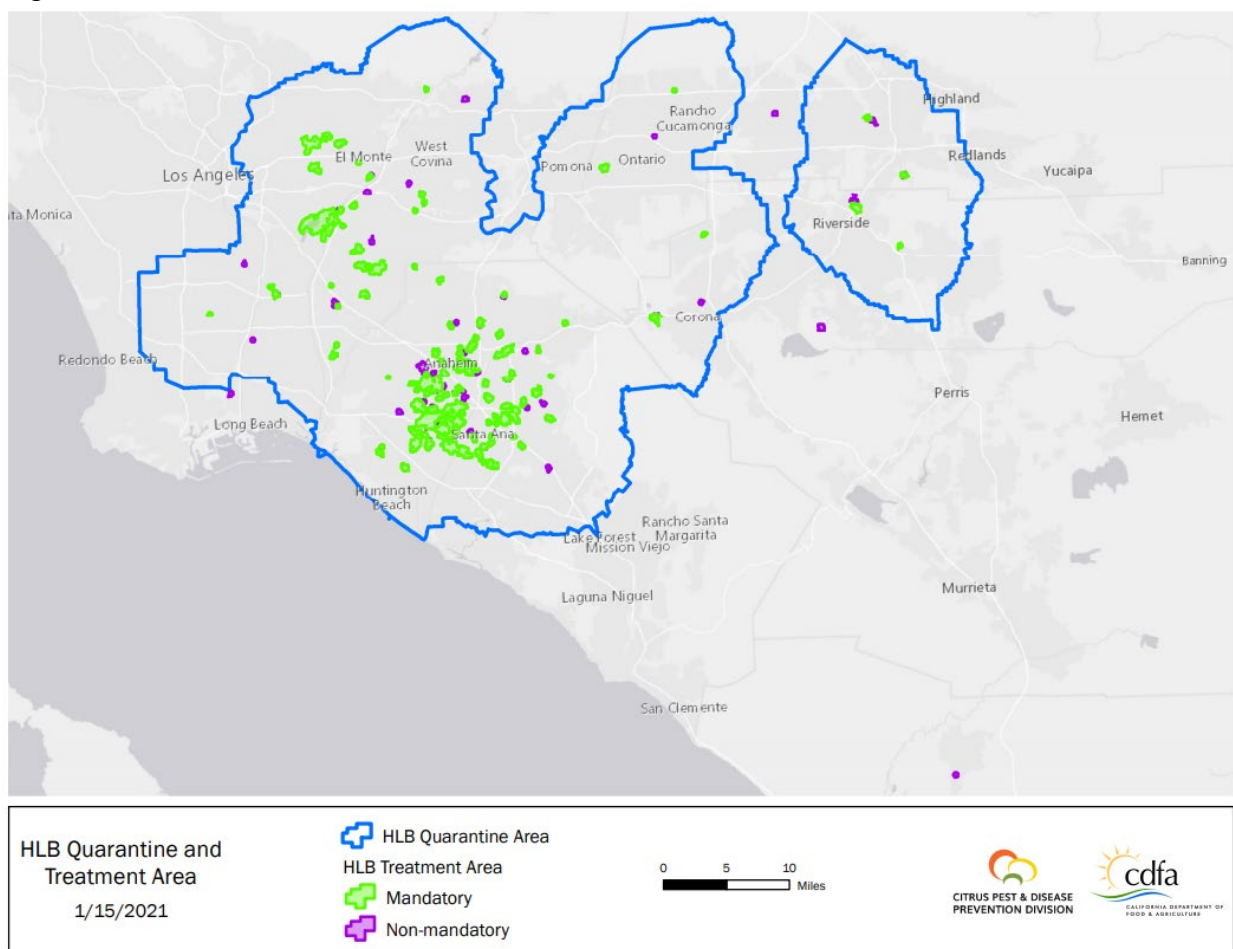 Highland
Rancho
Cucamonga
West
Covina
El Monte
Redlands
Pomona
Ontario
Yucaipa
Los Angeles
ta Monica
Riverside
Banning
Corona
Redondo Beach
Anaheim
Perris
Hemet
Long Beach
Santa Ana
Huntington
Beach
Rancho Santa
Margarita
Lake Forest
Mission Viejo
Murrieta
Laguna Niguel
San Clemente
HLB Quarantine and
Treatment Area
1/15/2021
HLB Quarantine Area
HLB Treatment Area
Mandatory
Non-mandatory
0 5 10
Miles
CITRUS PEST & DISEASE
PREVENTION DIVISION
cdfa
CALIFORNIA DEPARTMENT OF
FOOD & AGRICULTURE